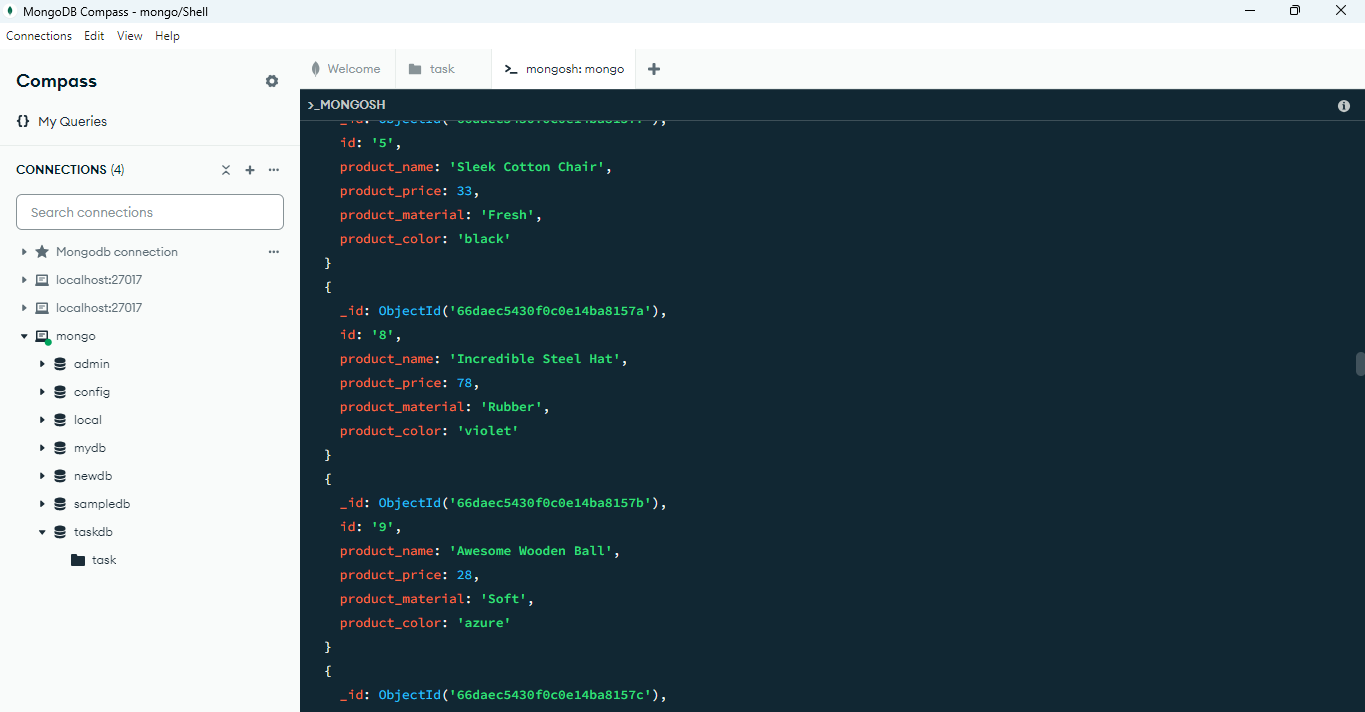 MongoDB Compass - mongo/Shell
Connections Edit View Help
Compass
{} My Queries
CONNECTIONS (4)
Search connections
Mongodb connection
localhost:27017
localhost:27017
mongo
admin
config
local
mydb
newdb
sampledb
taskdb
task
Welcome task >_ mongosh: mongo
>_MONGOSH
id: '5',
product_name: 'Sleek Cotton Chair',
product_price: 33,
product_material: 'Fresh',
product_color: 'black'
}
{
_id: ObjectId('66daec5430f0c0e14ba8157a'),
id: '8',
product_name: 'Incredible Steel Hat',
product_price: 78,
product_material: 'Rubber',
product_color: 'violet'
}
{
_id: ObjectId('66daec5430f0c0e14ba8157b'),
id: '9',
product_name: 'Awesome Wooden Ball',
product_price: 28,
product_material: 'Soft',
product_color: 'azure'
}
{
_id: ObjectId('66daec5430f0c0e14ba8157c'),